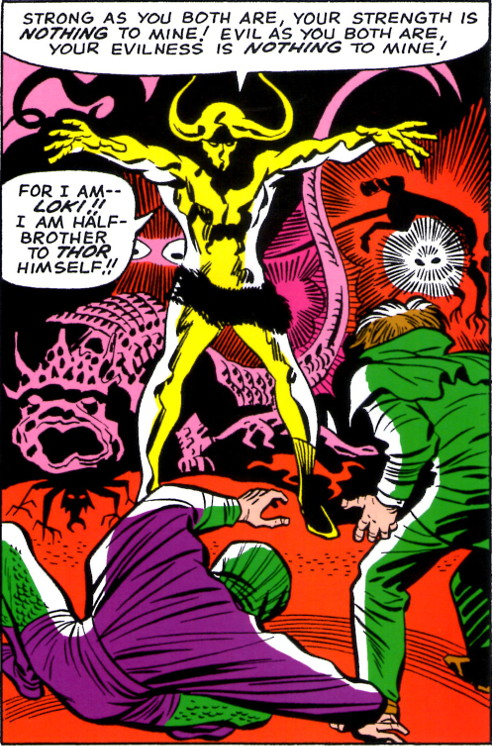 STRONG AS YOU BOTH ARE, YOUR STRENGTH IS
NOTHING TO MINE! EVIL AS YOU BOTH ARE,
YOUR EVILNESS IS NOTHING TO MINE!
FOR I AM--
LOKI!!
I AM HALF-
BROTHER
TO THOR
HIMSELF!!